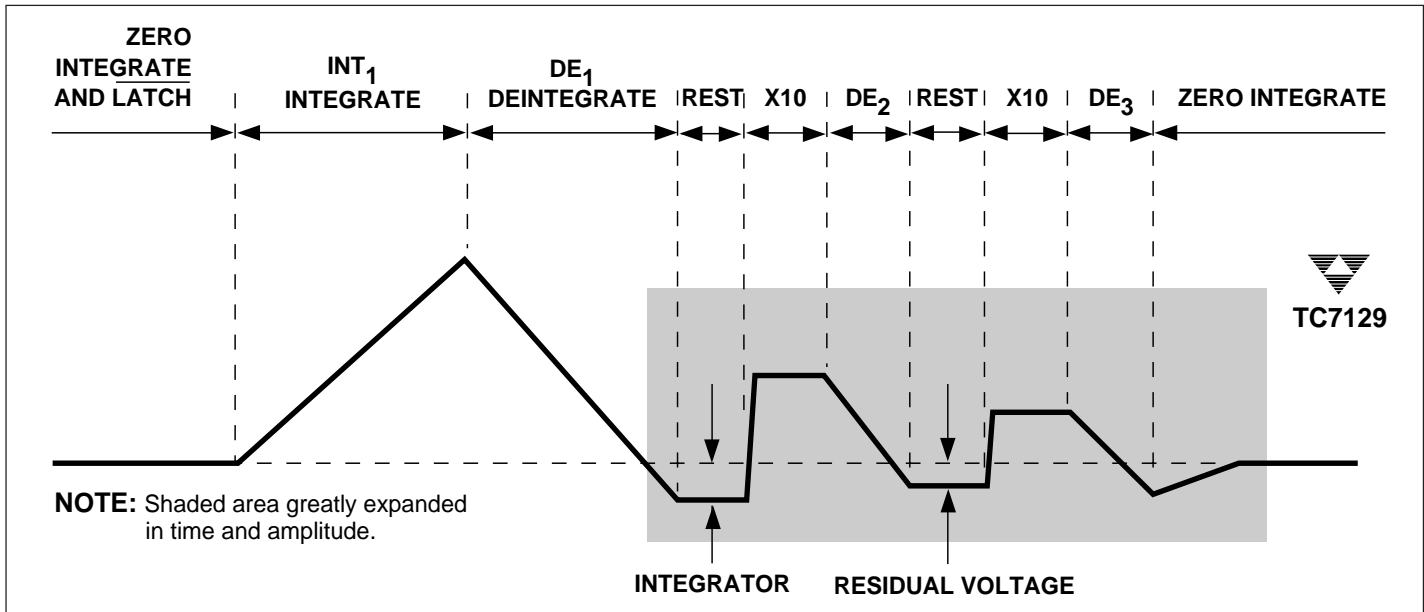 ZERO
INTEGRATE
AND LATCH
INT1
INTEGRATE
DE1
DEINTEGRATE
REST
X10
DE2
REST
X10
DE3
ZERO INTEGRATE
TC7129
NOTE: Shaded area greatly expanded
in time and amplitude.
INTEGRATOR
RESIDUAL VOLTAGE